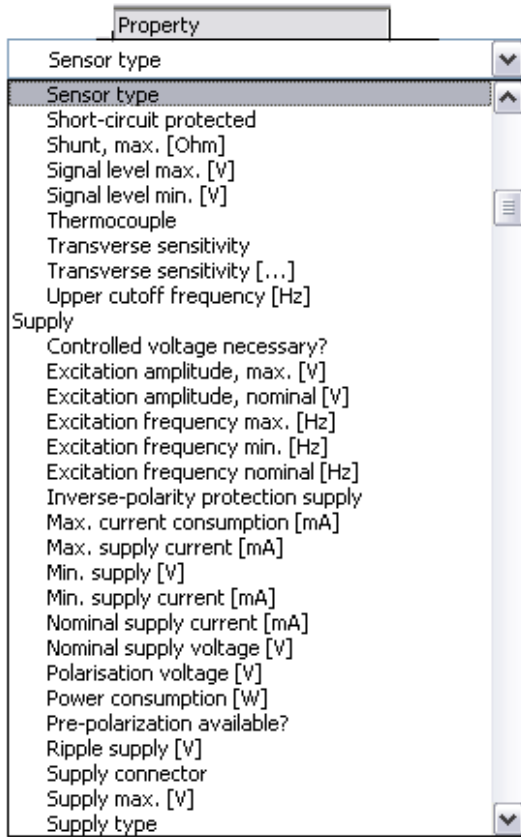 Property
Sensor type
Sensor type
Short-circuit protected
Shunt, max. [Ohm]
Signal level max. [V]
Signal level min. [V]
Thermocouple
Transverse sensitivity
Transverse sensitivity [...]
Upper cutoff frequency [Hz]
Supply
Controlled voltage necessary?
Excitation amplitude, max. [V]
Excitation amplitude, nominal [V]
Excitation frequency max. [Hz]
Excitation frequency min. [Hz]
Excitation frequency nominal [Hz]
Inverse-polarity protection supply
Max. current consumption [mA]
Max. supply current [mA]
Min. supply [V]
Min. supply current [mA]
Nominal supply current [mA]
Nominal supply voltage [V]
Polarisation voltage [V]
Power consumption [W]
Pre-polarization available?
Ripple supply [V]
Supply connector
Supply max. [V]
Supply type